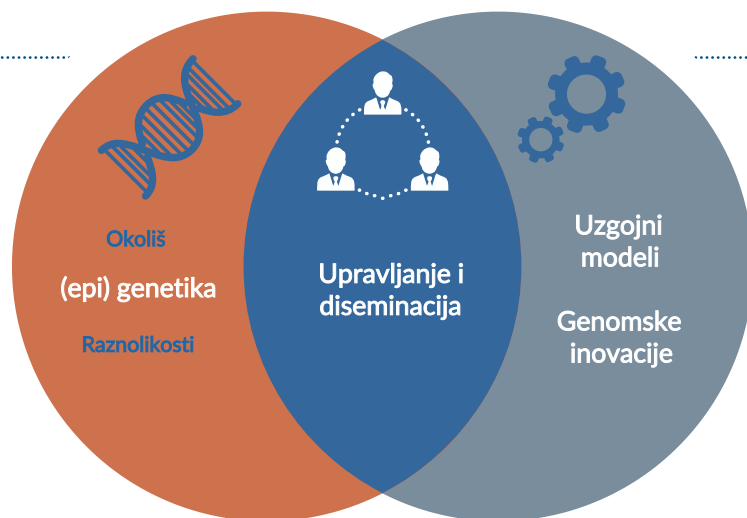 Okoliš
(epi) genetika
Raznolikosti
Upravljanje i
diseminacija
Uzgojni
modeli
Genomske
inovacije